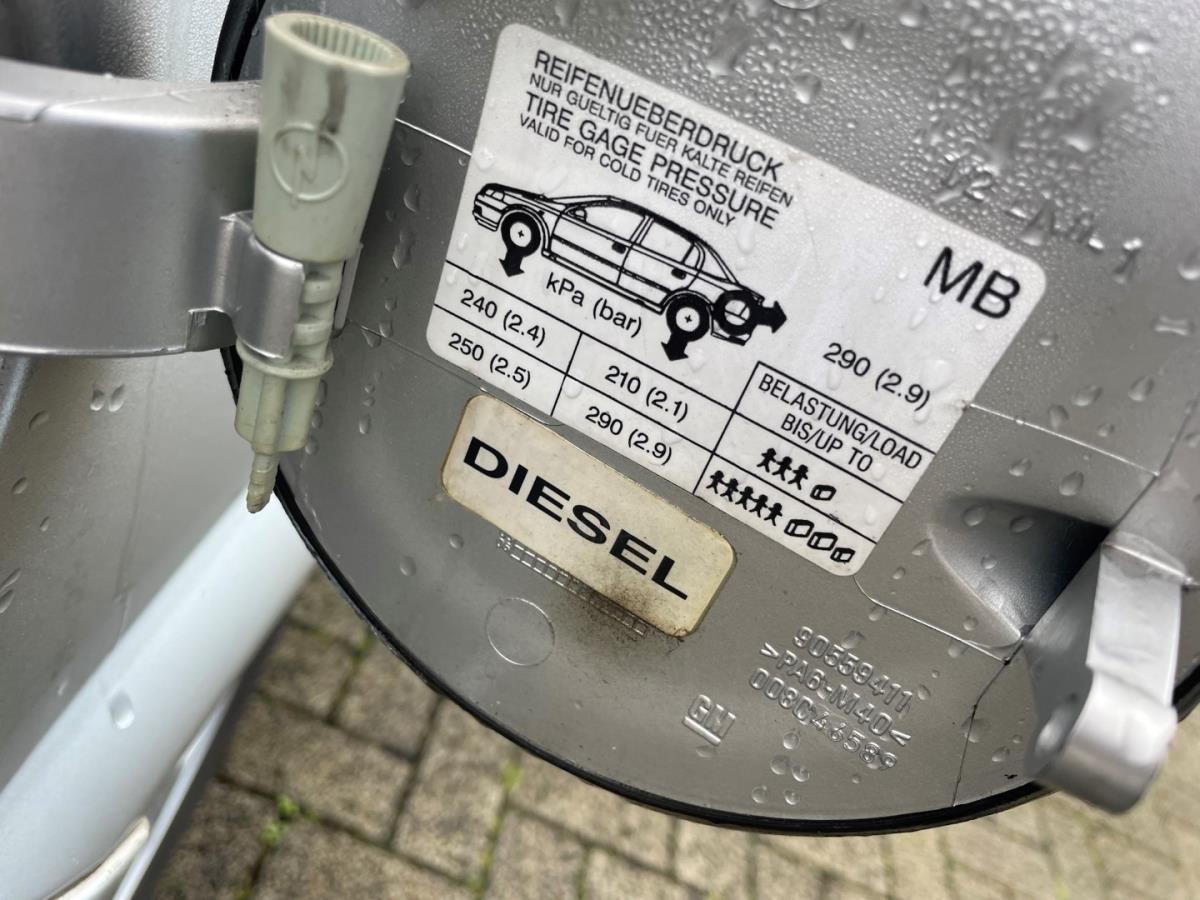 REIFENUEBERDRUCK
NUR GUELTIG FUER KALTE REIFEN
TIRE GAGE PRESSURE
VALID FOR COLD TIRES ONLY
MB
kPa (bar)
290 (2.9)
240 (2.4)
210 (2.1)
BELASTUNG/LOAD
BIS/UP TO
250 (2.5)
290 (2.9)
DIESEL
90559411
>PA6-M40<
GM